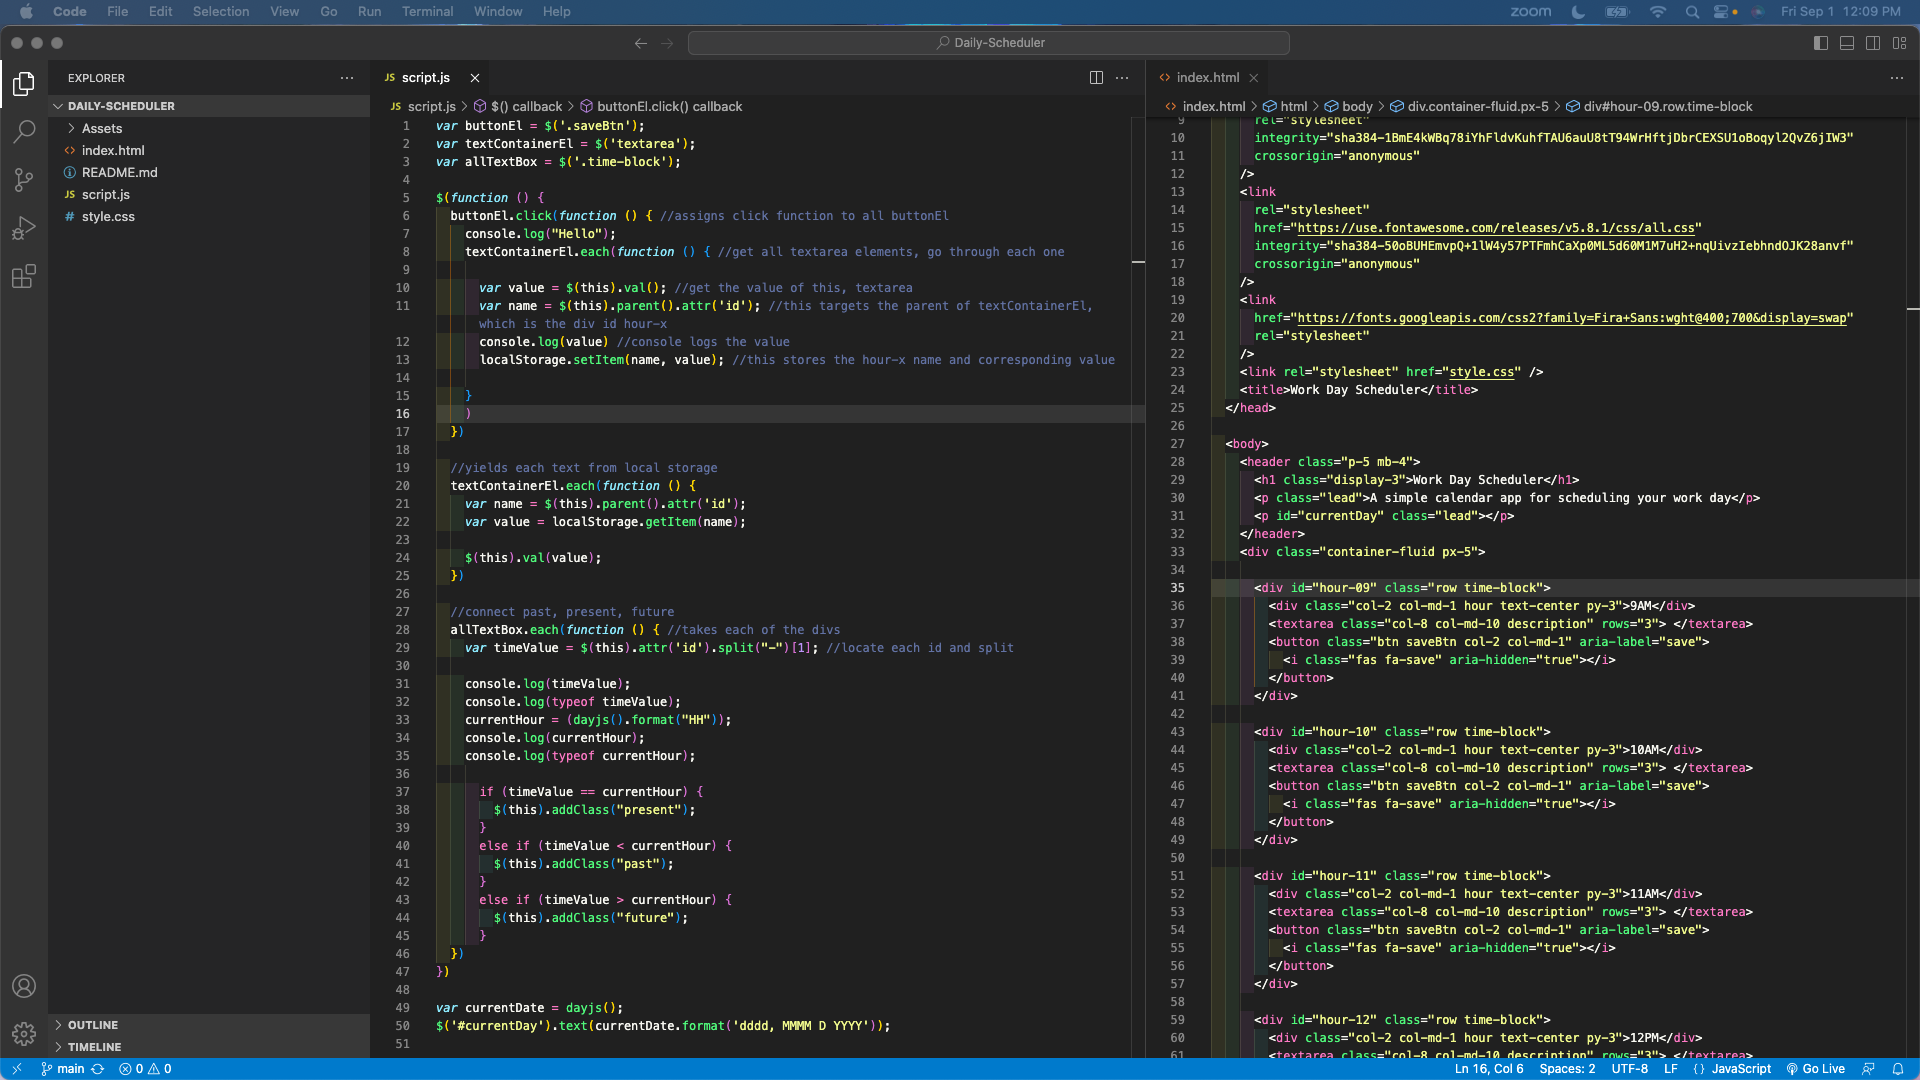 Code File Edit Selection View Go Run Terminal Window Help
zoom Fri Sep 1 12:09 PM
Daily-Scheduler
EXPLORER
DAILY-SCHEDULER
Assets
index.html
README.md
JS script.js
# style.css
OUTLINE
TIMELINE
JS script.js
JS script.js > $() callback > buttonEl.click() callback
1 var buttonEl = $('.saveBtn');
2 var textContainerEl = $('textarea');
3 var allTextBox = $('.time-block');
4
5 $(function () {
6 buttonEl.click(function () { //assigns click function to all buttonEl
7 console.log("Hello");
8 textContainerEl.each(function () { //get all textarea elements, go through each one
9
10 var value = $(this).val(); //get the value of this, textarea
11 var name = $(this).parent().attr('id'); //this targets the parent of textContainerEl,
which is the div id hour-x
12 console.log(value) //console logs the value
13 localStorage.setItem(name, value); //this stores the hour-x name and corresponding value
14
15 }
16 )
17 })
18
19 //yields each text from local storage
20 textContainerEl.each(function () {
21 var name = $(this).parent().attr('id');
22 var value = localStorage.getItem(name);
23
24 $(this).val(value);
25 })
26
27 //connect past, present, future
28 allTextBox.each(function () { //takes each of the divs
29 var timeValue = $(this).attr('id').split("-")[1]; //locate each id and split
30
31 console.log(timeValue);
32 console.log(typeof timeValue);
33 currentHour = (dayjs().format("HH"));
34 console.log(currentHour);
35 console.log(typeof currentHour);
36
37 if (timeValue == currentHour) {
38 $(this).addClass("present");
39 }
40 else if (timeValue < currentHour) {
41 $(this).addClass("past");
42 }
43 else if (timeValue > currentHour) {
44 $(this).addClass("future");
45 }
46 })
47 })
48
49 var currentDate = dayjs();
50 $('#currentDay').text(currentDate.format('dddd, MMMM D YYYY'));
51
index.html
index.html > html > body > div.container-fluid.px-5 > div#hour-09.row.time-block
9 rel="stylesheet"
10 integrity="sha384-1BmE4kWBq78iYhFldvKuhfTAU6auU8tT94WrHftjDbrCEXSU1oBoqyl2QvZ6jIW3"
11 crossorigin="anonymous"
12 />
13 <link
14 rel="stylesheet"
15 href="https://use.fontawesome.com/releases/v5.8.1/css/all.css"
16 integrity="sha384-50oBUHEmvpQ+1lW4y57PTFmhCaXp0ML5d60M1M7uH2+nqUivzIebhndOJK28anvf"
17 crossorigin="anonymous"
18 />
19 <link
20 href="https://fonts.googleapis.com/css2?family=Fira+Sans:wght@400;700&display=swap"
21 rel="stylesheet"
22 />
23 <link rel="stylesheet" href="style.css" />
24 <title>Work Day Scheduler</title>
25 </head>
26
27 <body>
28 <header class="p-5 mb-4">
29 <h1 class="display-3">Work Day Scheduler</h1>
30 <p class="lead">A simple calendar app for scheduling your work day</p>
31 <p id="currentDay" class="lead"></p>
32 </header>
33 <div class="container-fluid px-5">
34
35 <div id="hour-09" class="row time-block">
36 <div class="col-2 col-md-1 hour text-center py-3">9AM</div>
37 <textarea class="col-8 col-md-10 description" rows="3"> </textarea>
38 <button class="btn saveBtn col-2 col-md-1" aria-label="save">
39 <i class="fas fa-save" aria-hidden="true"></i>
40 </button>
41 </div>
42
43 <div id="hour-10" class="row time-block">
44 <div class="col-2 col-md-1 hour text-center py-3">10AM</div>
45 <textarea class="col-8 col-md-10 description" rows="3"> </textarea>
46 <button class="btn saveBtn col-2 col-md-1" aria-label="save">
47 <i class="fas fa-save" aria-hidden="true"></i>
48 </button>
49 </div>
50
51 <div id="hour-11" class="row time-block">
52 <div class="col-2 col-md-1 hour text-center py-3">11AM</div>
53 <textarea class="col-8 col-md-10 description" rows="3"> </textarea>
54 <button class="btn saveBtn col-2 col-md-1" aria-label="save">
55 <i class="fas fa-save" aria-hidden="true"></i>
56 </button>
57 </div>
58
59 <div id="hour-12" class="row time-block">
60 <div class="col-2 col-md-1 hour text-center py-3">12PM</div>
61 <textarea class="col-8 col-md-10 description" rows="3"> </textarea>
main 0 0
Ln 16, Col 6 Spaces: 2 UTF-8 LF {} JavaScript Go Live